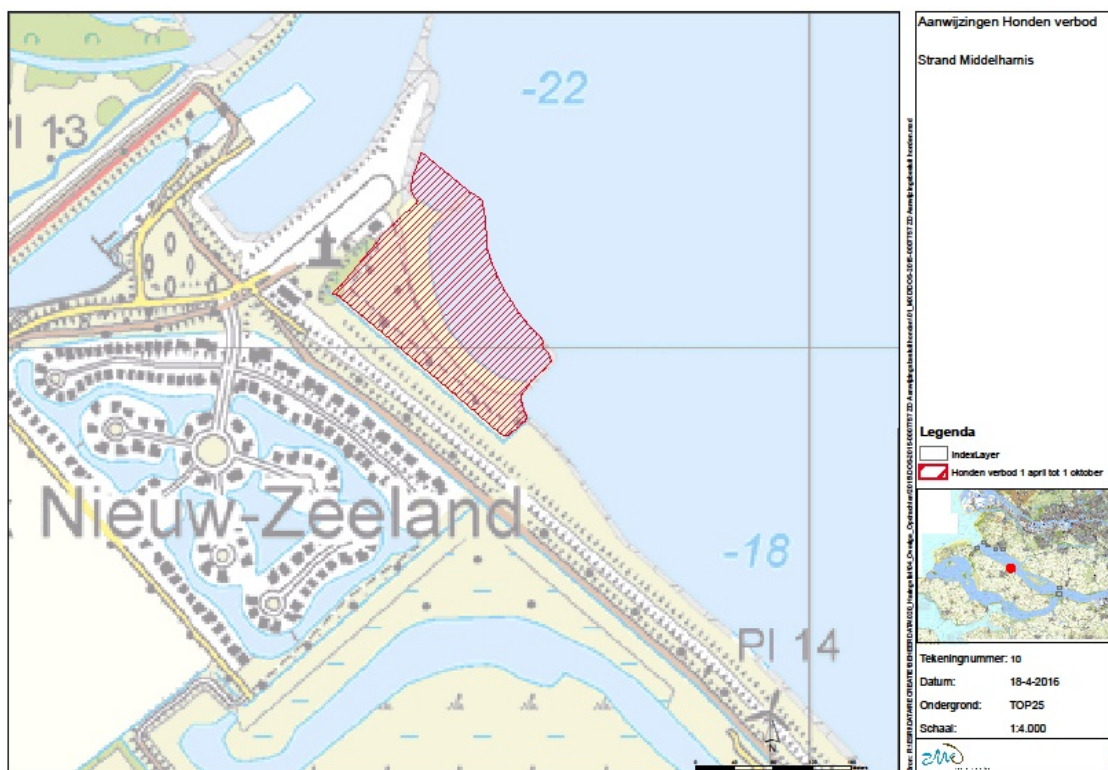 -22
Pl 13
Nieuw-Zeeland
-18
Pl 14
N
Aanwijzingen Honden verbod
Strand Middelharnis
Legenda
IndexLayer
Honden verbod 1 april tot 1 oktober
Tekeningnummer: 10
Datum: 18-4-2016
Ondergrond: TOP25
Schaal: 1:4.000